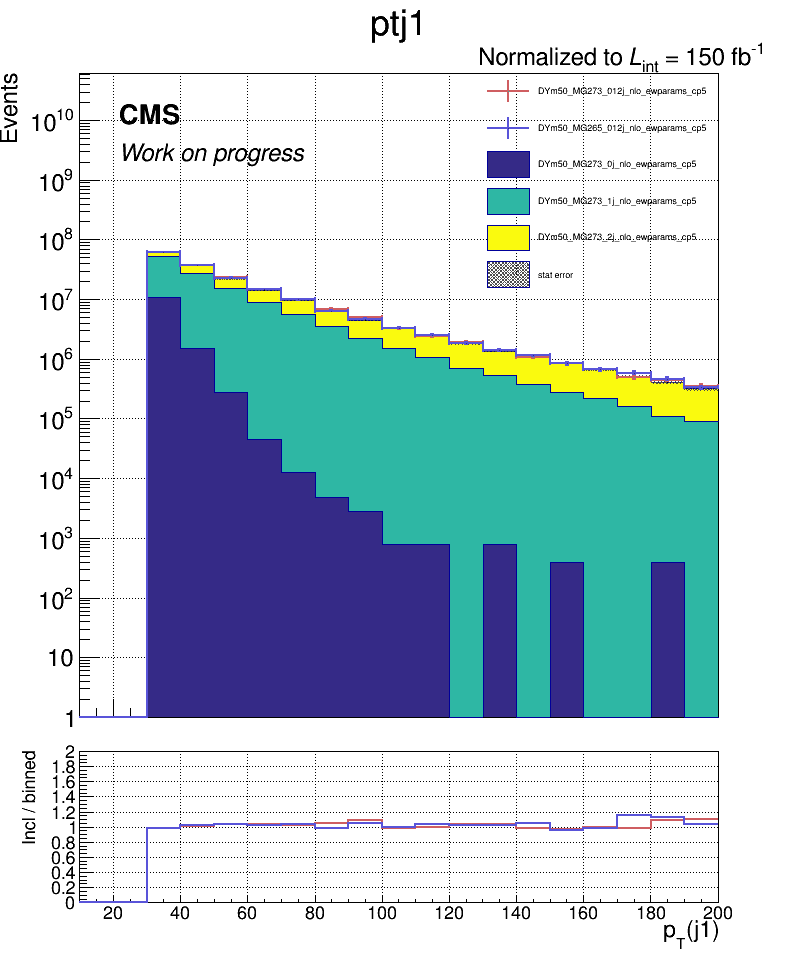 ptj1
Normalized to L_int = 150 fb^-1
Events
CMS
Work on progress
DYm50_MG273_012j_nlo_ewparams_cp5
DYm50_MG265_012j_nlo_ewparams_cp5
DYm50_MG273_0j_nlo_ewparams_cp5
DYm50_MG273_1j_nlo_ewparams_cp5
DYm50_MG273_2j_nlo_ewparams_cp5
stat error
10^10
10^9
10^8
10^7
10^6
10^5
10^4
10^3
10^2
10
1
Incl / binned
2
1.8
1.6
1.4
1.2
1
0.8
0.6
0.4
0.2
0
20 40 60 80 100 120 140 160 180 200
p_T(j1)